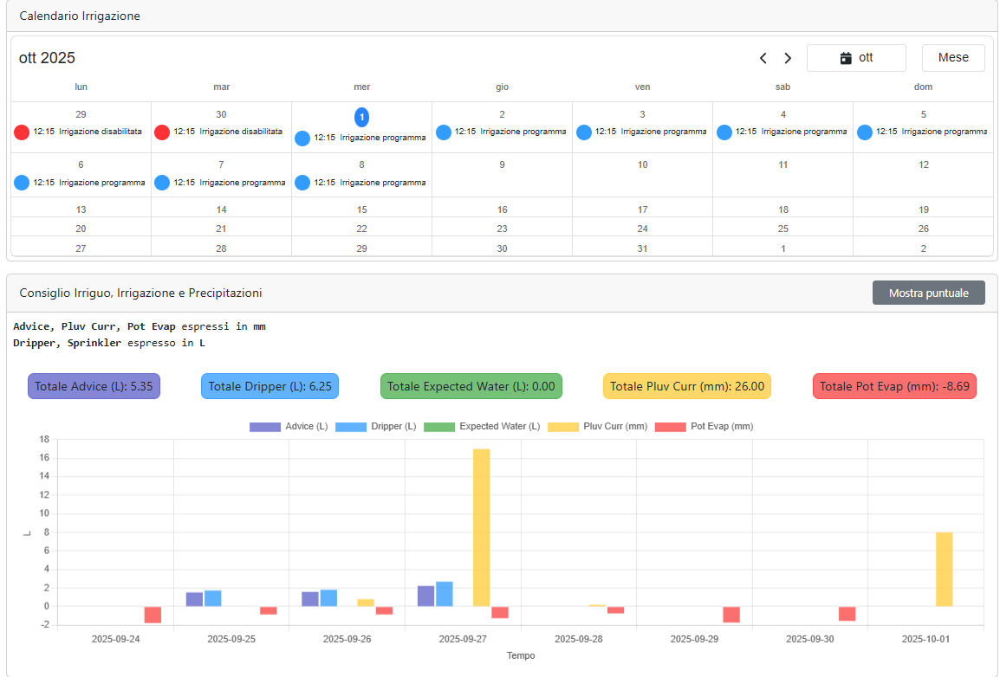 Calendario Irrigazione
ott 2025
ott
Mese
lun mar mer gio ven sab dom
29 30 1 2 3 4 5
12:15 Irrigazione disabilitata 12:15 Irrigazione disabilitata 12:15 Irrigazione programma 12:15 Irrigazione programma 12:15 Irrigazione programma 12:15 Irrigazione programma 12:15 Irrigazione programma
6 7 8 9 10 11 12
12:15 Irrigazione programma 12:15 Irrigazione programma 12:15 Irrigazione programma
13 14 15 16 17 18 19
20 21 22 23 24 25 26
27 28 29 30 31 1 2
Consiglio Irriguo, Irrigazione e Precipitazioni
Mostra puntuale
Advice, Pluv Curr, Pot Evap espressi in mm
Dripper, Sprinkler espresso in L
Totale Advice (L): 5.35 Totale Dripper (L): 6.25 Totale Expected Water (L): 0.00 Totale Pluv Curr (mm): 26.00 Totale Pot Evap (mm): -8.69
Advice (L) Dripper (L) Expected Water (L) Pluv Curr (mm) Pot Evap (mm)
18
16
14
12
10
8
6
4
2
0
-2
L
2025-09-24 2025-09-25 2025-09-26 2025-09-27 2025-09-28 2025-09-29 2025-09-30 2025-10-01
Tempo